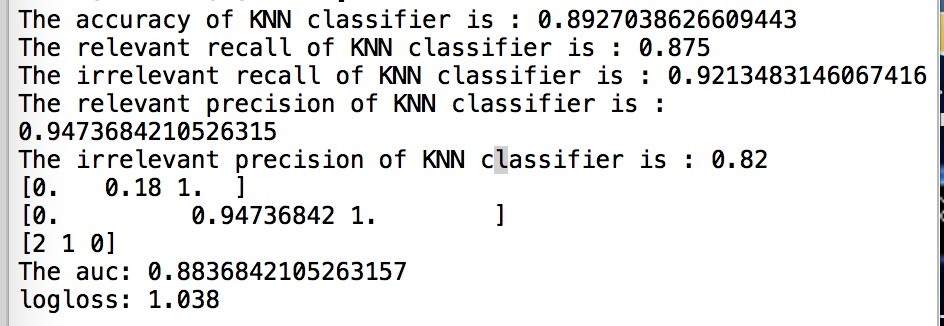 The accuracy of KNN classifier is : 0.8927038626609443
The relevant recall of KNN classifier is : 0.875
The irrelevant recall of KNN classifier is : 0.9213483146067416
The relevant precision of KNN classifier is :
0.9473684210526315
The irrelevant precision of KNN classifier is : 0.82
[0.   0.18 1.  ]
[0.         0.94736842 1.        ]
[2 1 0]
The auc: 0.8836842105263157
logloss: 1.038